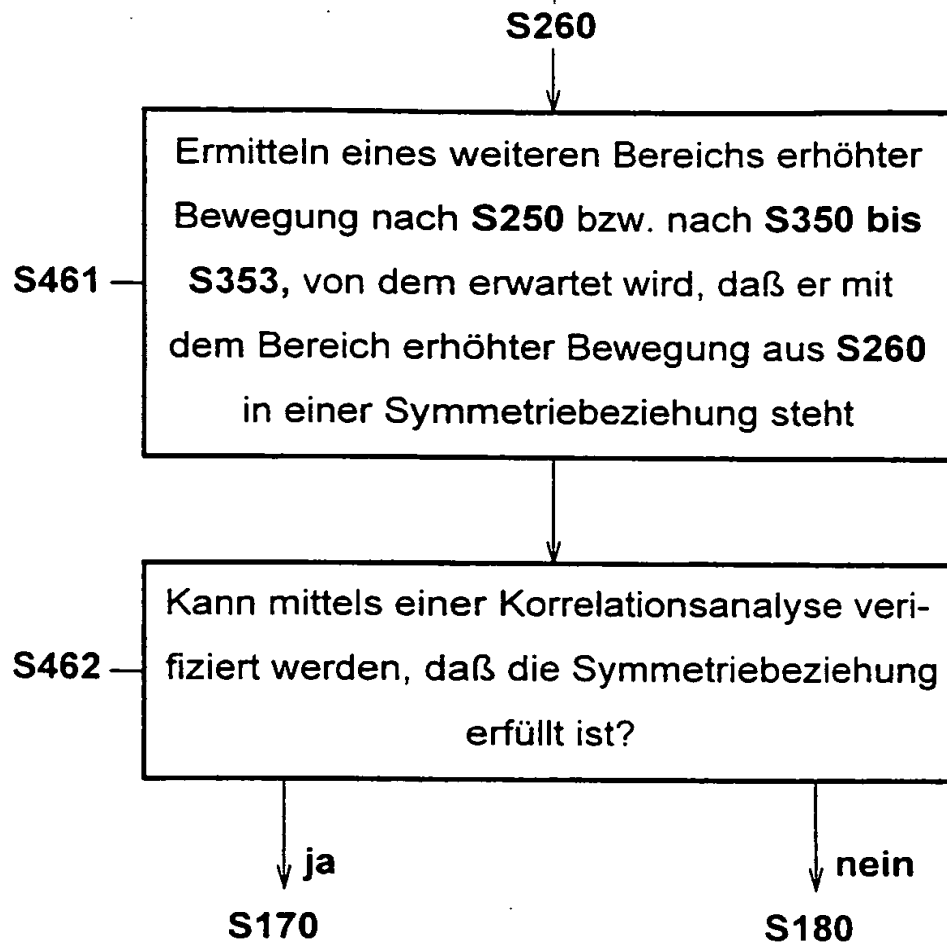 S260
Ermitteln eines weiteren Bereichs erhöhter
Bewegung nach S250 bzw. nach S350 bis
S461
S353, von dem erwartet wird, daß er mit
dem Bereich erhöhter Bewegung aus S260
in einer Symmetriebeziehung steht
Kann mittels einer Korrelationsanalyse veri-
S462
fiziert werden, daß die Symmetriebeziehung
erfüllt ist?
ja
nein
S170
S180